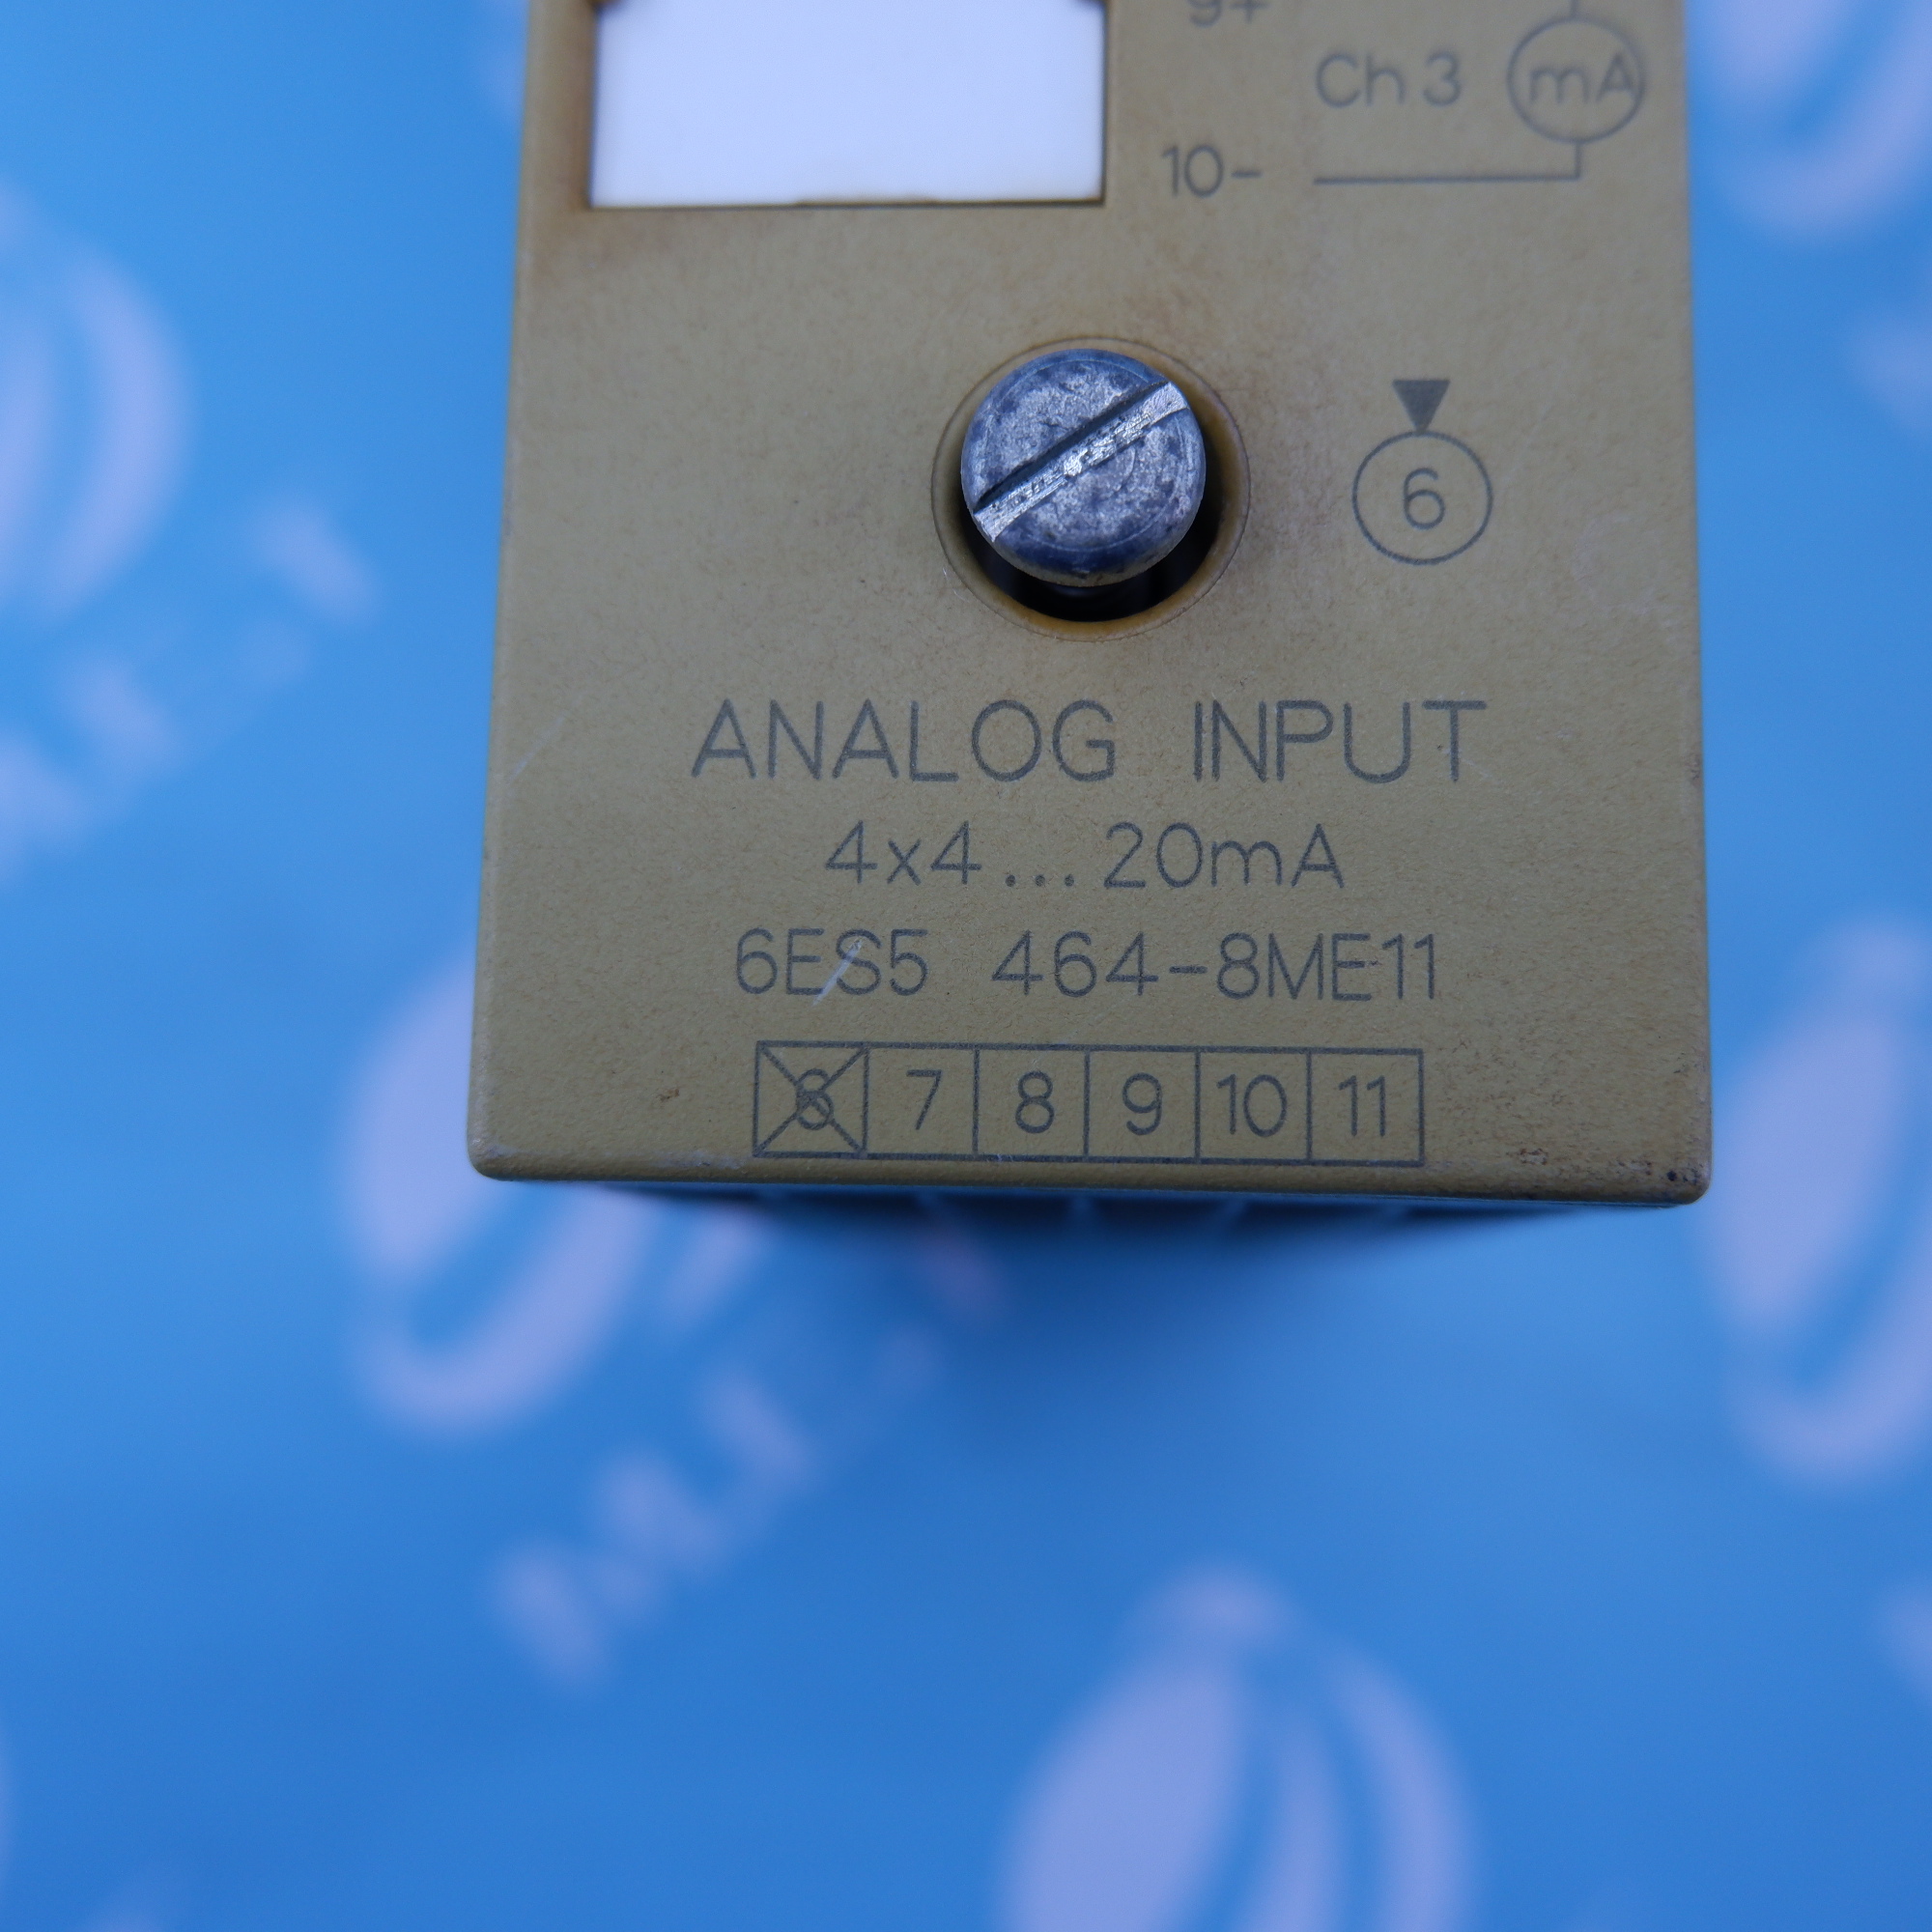 9+
Ch 3 mA
10-
6
ANALOG INPUT
4x4...20mA
6ES5 464-8ME11
6 7 8 9 10 11